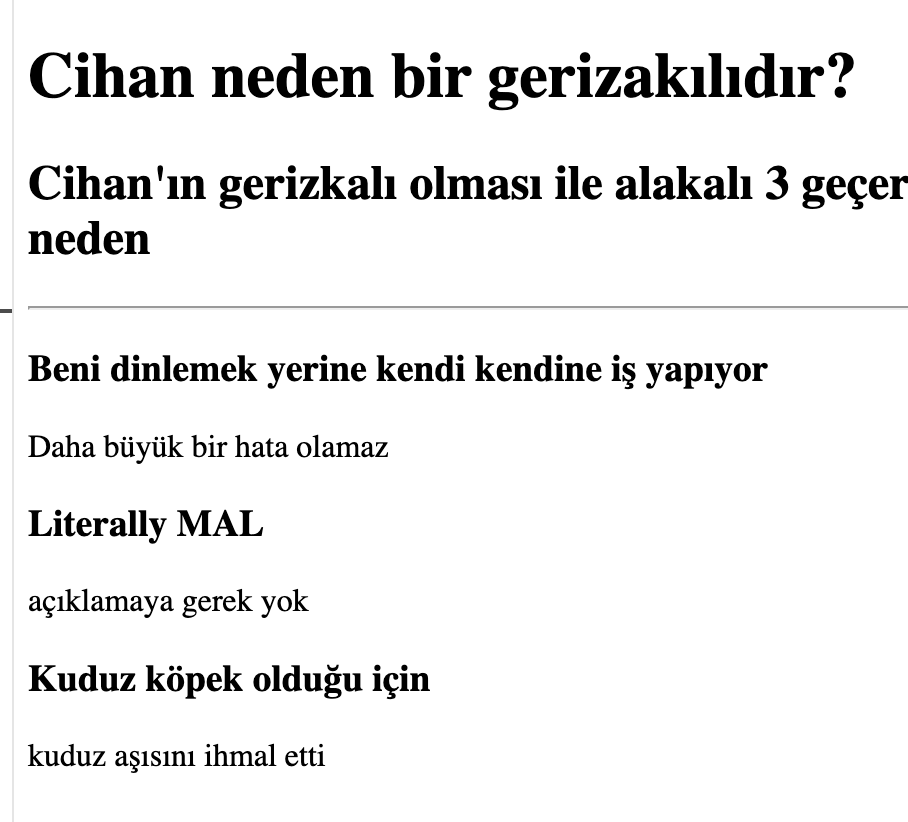 Cihan neden bir gerizakılıdır?
Cihan'ın gerizkalı olması ile alakalı 3 geçer
neden
Beni dinlemek yerine kendi kendine iş yapıyor
Daha büyük bir hata olamaz
Literally MAL
açıklamaya gerek yok
Kuduz köpek olduğu için
kuduz aşısını ihmal etti